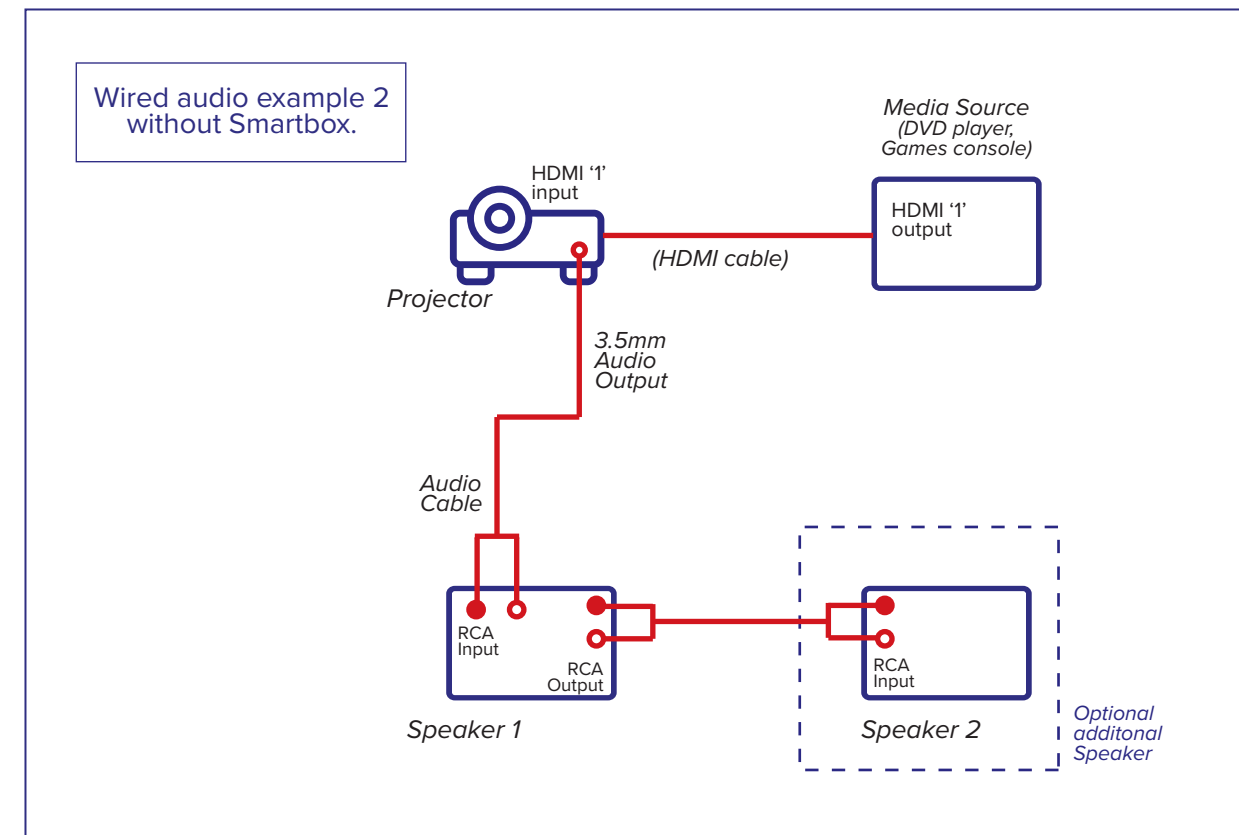 Wired audio example 2
without Smartbox.
Media Source
(DVD player,
Games console)
HDMI ‘1’
input
HDMI ‘1’
output
(HDMI cable)
Projector
3.5mm
Audio
Output
Audio
Cable
RCA
Input
RCA
Output
RCA
Input
Speaker 1
Speaker 2
Optional
additonal
Speaker